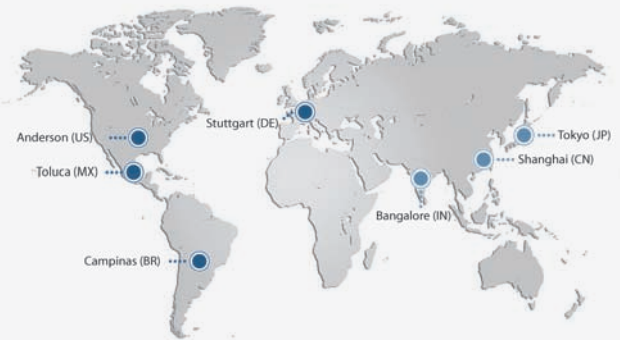 Stuttgart (DE)
Anderson (US)
Tokyo (JP)
Shanghai (CN)
Toluca (MX)
Bangalore (IN)
Campinas (BR)